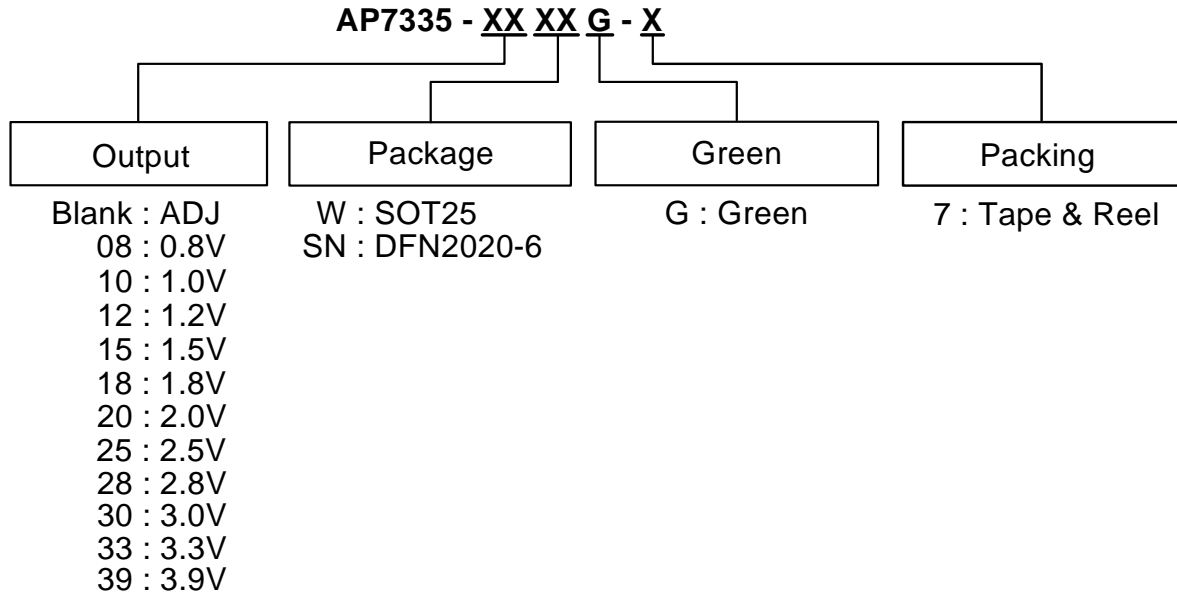 AP7335 - XX XX G - X
Output
Package
Green
Packing
Blank : ADJ
08 : 0.8V
10 : 1.0V
12 : 1.2V
15 : 1.5V
18 : 1.8V
20 : 2.0V
25 : 2.5V
28 : 2.8V
30 : 3.0V
33 : 3.3V
39 : 3.9V
W : SOT25
SN : DFN2020-6
G : Green
7 : Tape & Reel